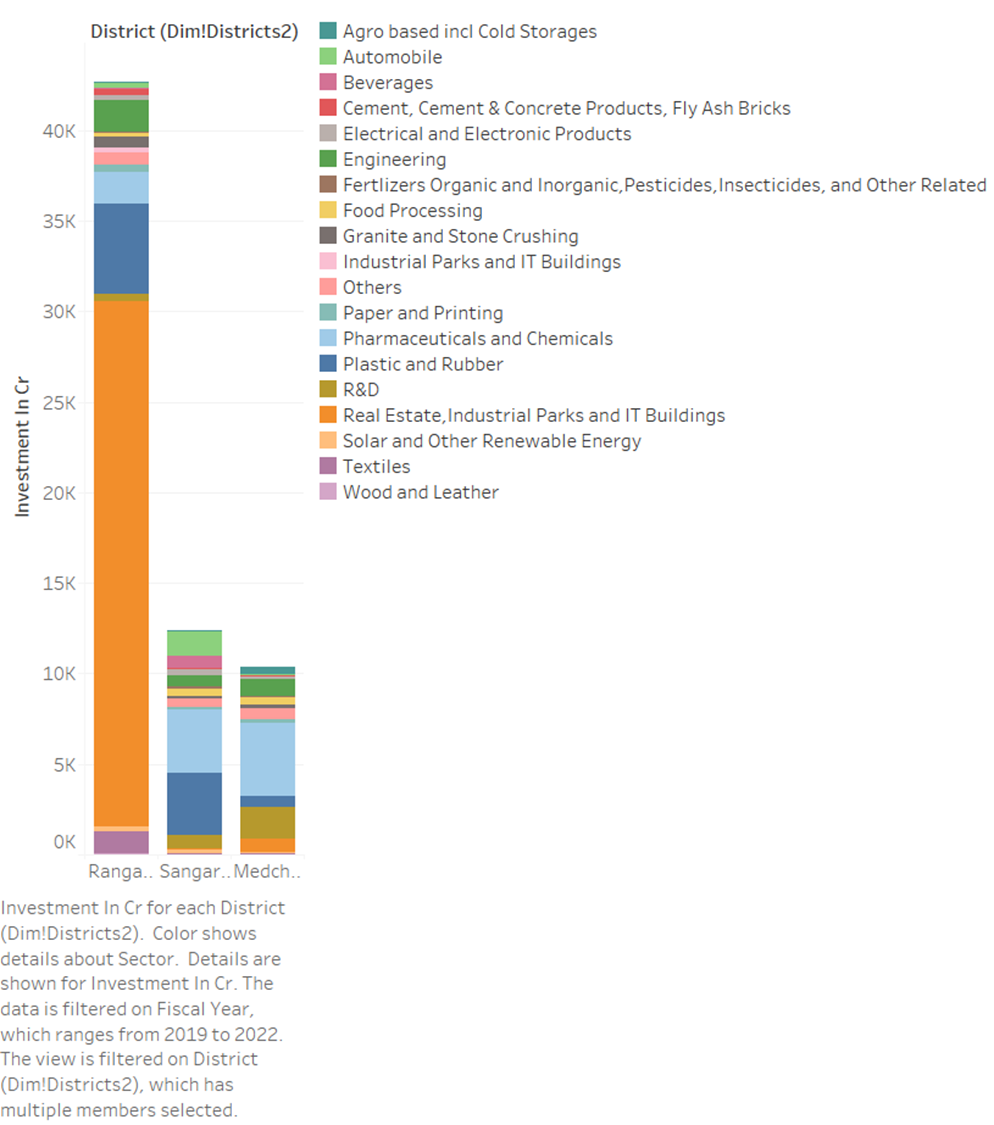 District (Dim!Districts2)
Agro based incl Cold Storages
Automobile
Beverages
Cement, Cement & Concrete Products, Fly Ash Bricks
Electrical and Electronic Products
Engineering
Fertlizers Organic and Inorganic,Pesticides,Insecticides, and Other Related
Food Processing
Granite and Stone Crushing
Industrial Parks and IT Buildings
Others
Paper and Printing
Pharmaceuticals and Chemicals
Plastic and Rubber
R&D
Real Estate,Industrial Parks and IT Buildings
Solar and Other Renewable Energy
Textiles
Wood and Leather
Investment In Cr
40K
35K
30K
25K
20K
15K
10K
5K
0K
Ranga.. Sangar.. Medch..
Investment In Cr for each District
(Dim!Districts2). Color shows
details about Sector. Details are
shown for Investment In Cr. The
data is filtered on Fiscal Year,
which ranges from 2019 to 2022.
The view is filtered on District
(Dim!Districts2), which has
multiple members selected.